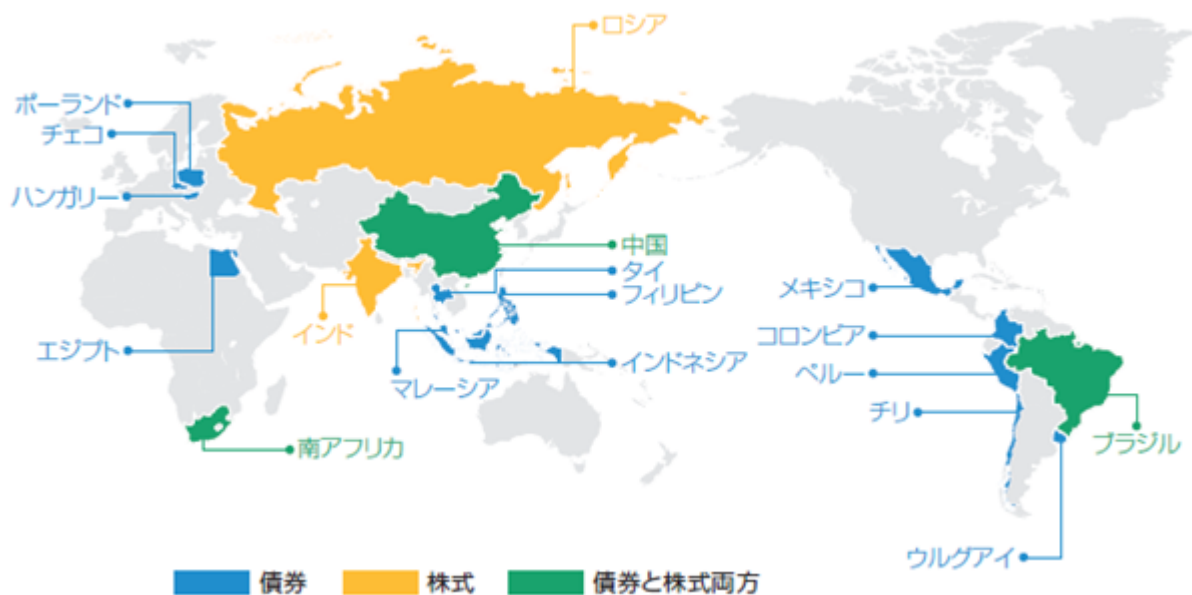 ロシア
ポーランド
チェコ
ハンガリー
中国
タイ
フィリピン
メキシコ
インド
コロンビア
エジプト
インドネシア
ペルー
マレーシア
チリ
南アフリカ
ブラジル
ウルグアイ
債券
株式
債券と株式両方